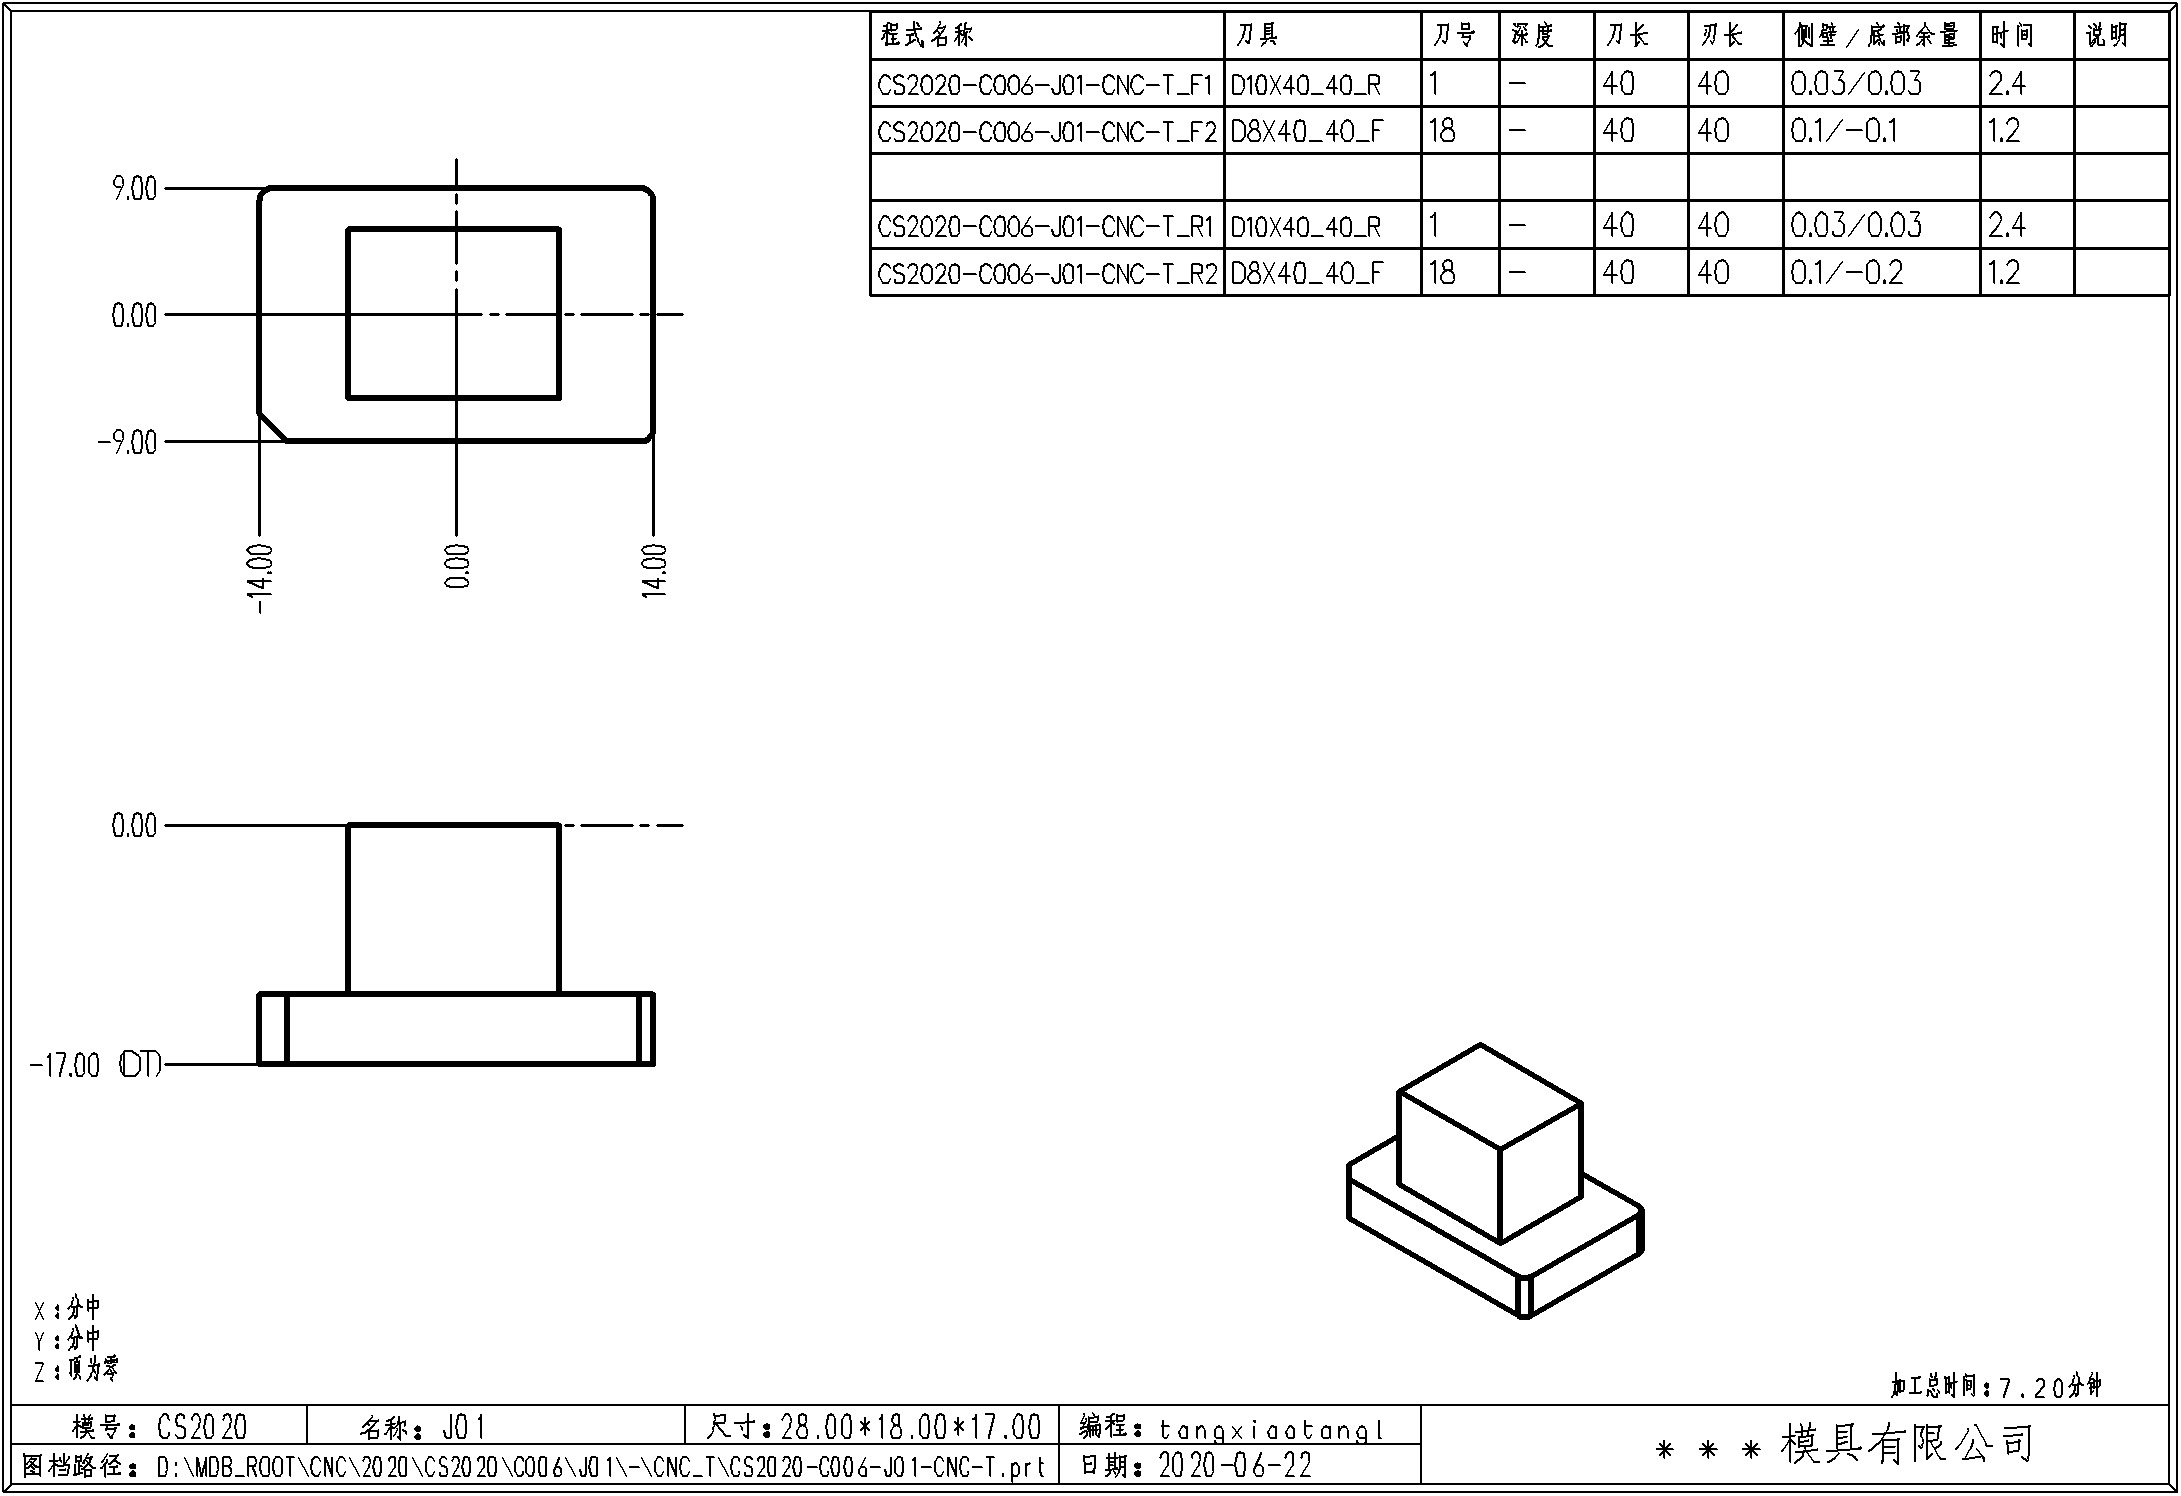 程式名称 刀具 刀号 深度 刀长 刃长 侧壁/底部余量 时间 说明
CS2020-C006-J01-CNC-T_F1 D10X40_40_R 1 - 40 40 0.03/0.03 2.4
CS2020-C006-J01-CNC-T_F2 D8X40_40_F 18 - 40 40 0.1/-0.1 1.2
CS2020-C006-J01-CNC-T_R1 D10X40_40_R 1 - 40 40 0.03/0.03 2.4
CS2020-C006-J01-CNC-T_R2 D8X40_40_F 18 - 40 40 0.1/-0.2 1.2
9.00
0.00
-9.00
-14.00 0.00 14.00
0.00
-17.00 (DT)
X:分中
Y:分中
Z:顶为零
加工总时间:7.20分钟
模号: CS2020 名称: J01 尺寸:28.00*18.00*17.00 编程: tangxiaotangl
图档路径: D:\MDB_ROOT\CNC\2020\CS2020\C006\J01\-\CNC_T\CS2020-C006-J01-CNC-T.prt 日期: 2020-06-22
***模具有限公司